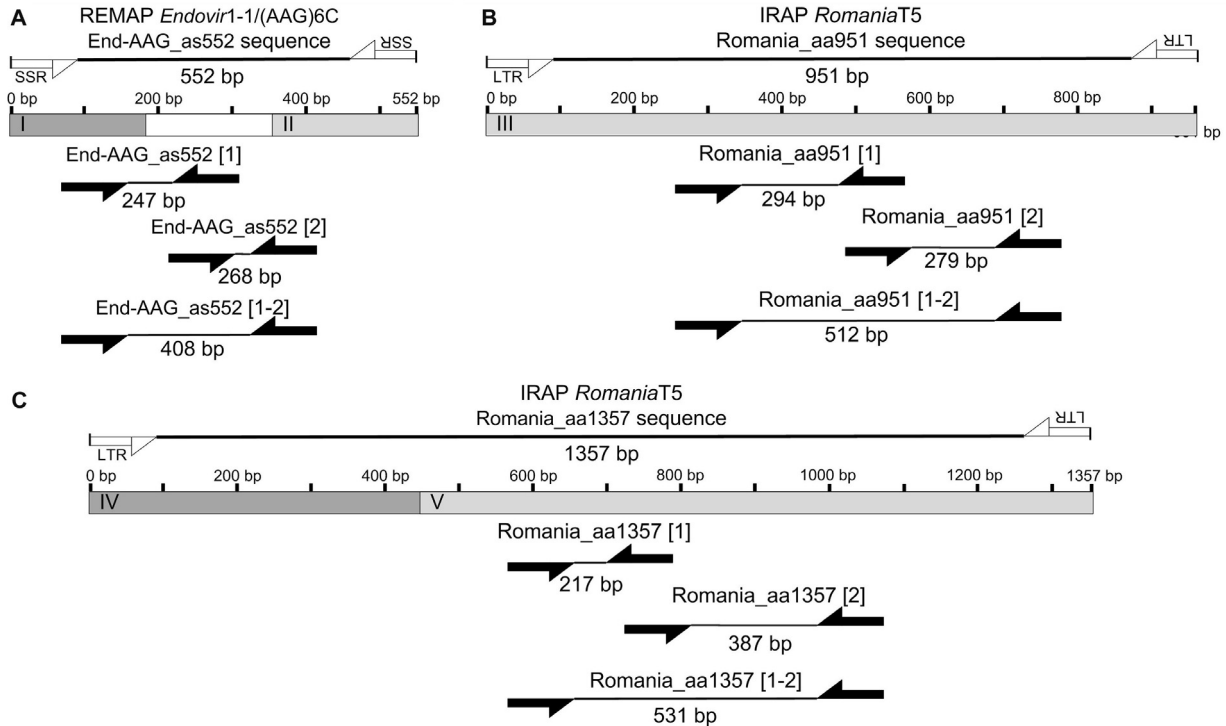 A
REMAP Endovir1-1/(AAG)6C
End-AAG_as552 sequence
SSR
SSR
552 bp
0 bp 200 bp 400 bp 552 bp
I II
End-AAG_as552 [1]
247 bp
End-AAG_as552 [2]
268 bp
End-AAG_as552 [1-2]
408 bp
B
IRAP RomaniaT5
Romania_aa951 sequence
LTR
LTR
951 bp
0 bp 200 bp 400 bp 600 bp 800 bp
III
bp
Romania_aa951 [1]
294 bp
Romania_aa951 [2]
279 bp
Romania_aa951 [1-2]
512 bp
C
IRAP RomaniaT5
Romania_aa1357 sequence
LTR
LTR
1357 bp
0 bp 200 bp 400 bp 600 bp 800 bp 1000 bp 1200 bp 1357 bp
IV V
Romania_aa1357 [1]
217 bp
Romania_aa1357 [2]
387 bp
Romania_aa1357 [1-2]
531 bp